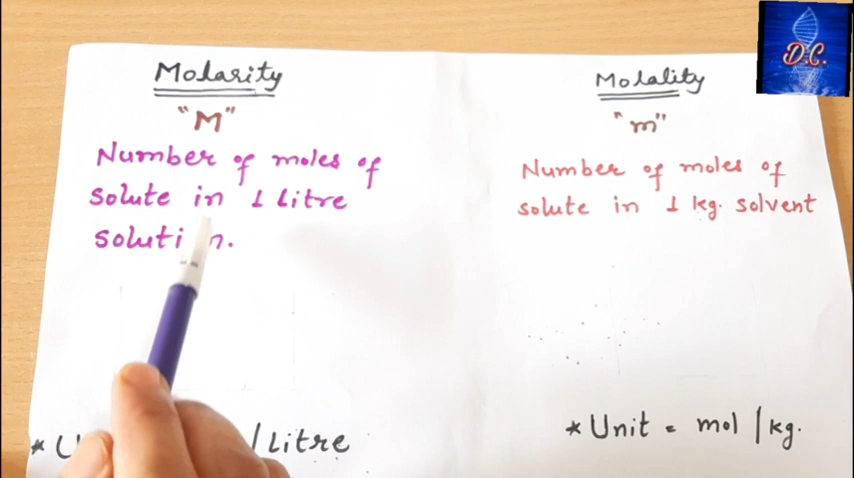 Molarity
"M"
Number of moles of
solute in 1 Litre
solution.
* U / Litre
Molality
"m"
Number of moles of
solute in 1 kg. solvent
* Unit = mol / kg.
D.C.